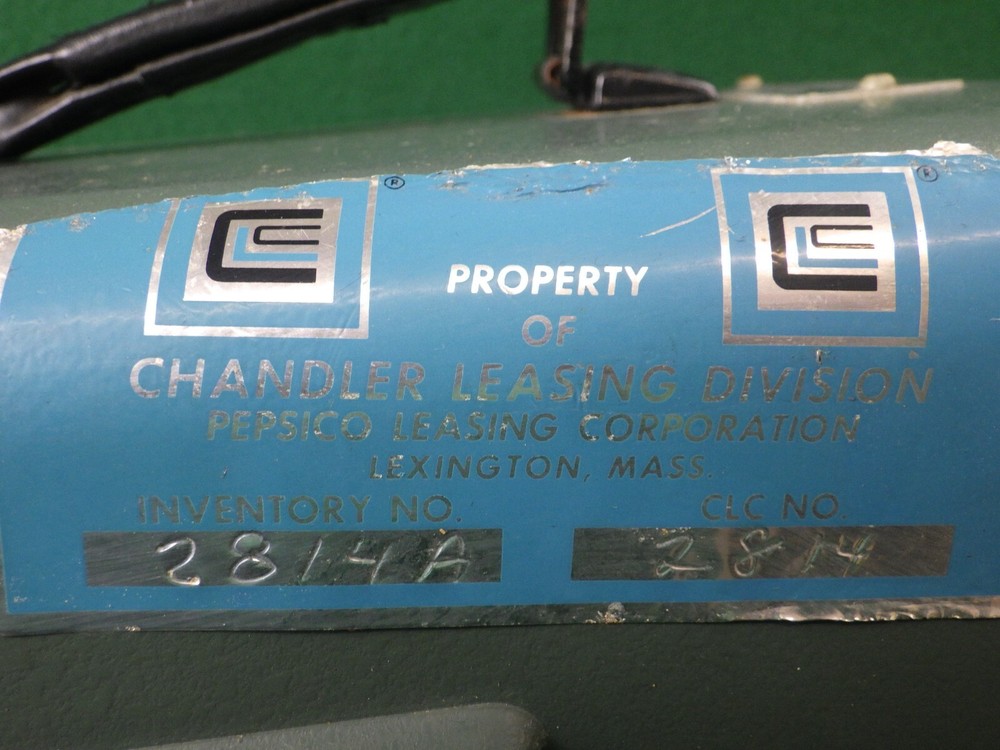 ® ®
PROPERTY
OF
CHANDLER LEASING DIVISION
PEPSICO LEASING CORPORATION
LEXINGTON, MASS.
INVENTORY NO. CLC NO.
2814A 2814